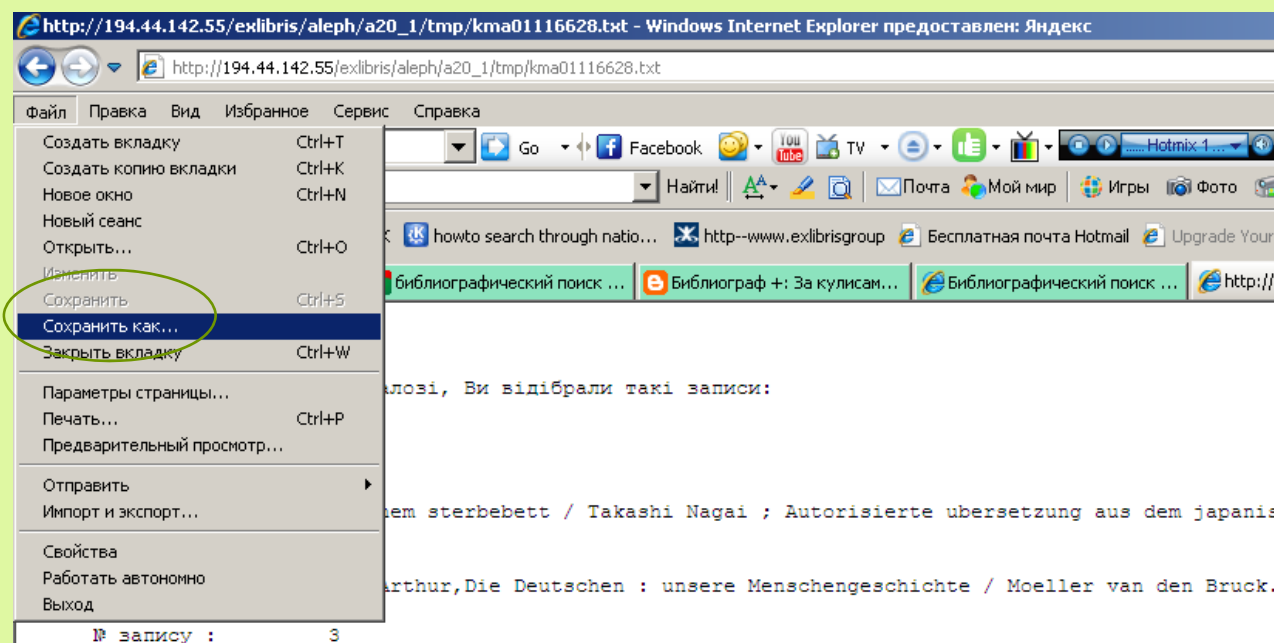 http://194.44.142.55/exlibris/aleph/a20_1/tmp/kma01116628.txt - Windows Internet Explorer предоставлен: Яндекс
http://194.44.142.55/exlibris/aleph/a20_1/tmp/kma01116628.txt
Файл Правка Вид Избранное Сервис Справка
Создать вкладку Ctrl+T
Go Facebook You Tube TV Hotmix 1...
Создать копию вкладки Ctrl+K
Найти! Почта Мой мир Игры Фото
Новое окно Ctrl+N
Новый сеанс
howto search through natio... http--www.exlibrisgroup Бесплатная почта Hotmail Upgrade Your
Открыть... Ctrl+O
Изменить
библиографический поиск ... Библиограф +: За кулисам... Библиографический поиск ... http://
Сохранить Ctrl+S
Сохранить как...
Закрыть вкладку Ctrl+W
алозі, Ви відібрали такі записи:
Параметры страницы...
Печать... Ctrl+P
Предварительный просмотр...
Отправить
Импорт и экспорт...
nem sterbebett / Takashi Nagai ; Autorisierte ubersetzung aus dem japanis
Свойства
Работать автономно
Arthur,Die Deutschen : unsere Menschengeschichte / Moeller van den Bruck.
Выход
№ запису : 3